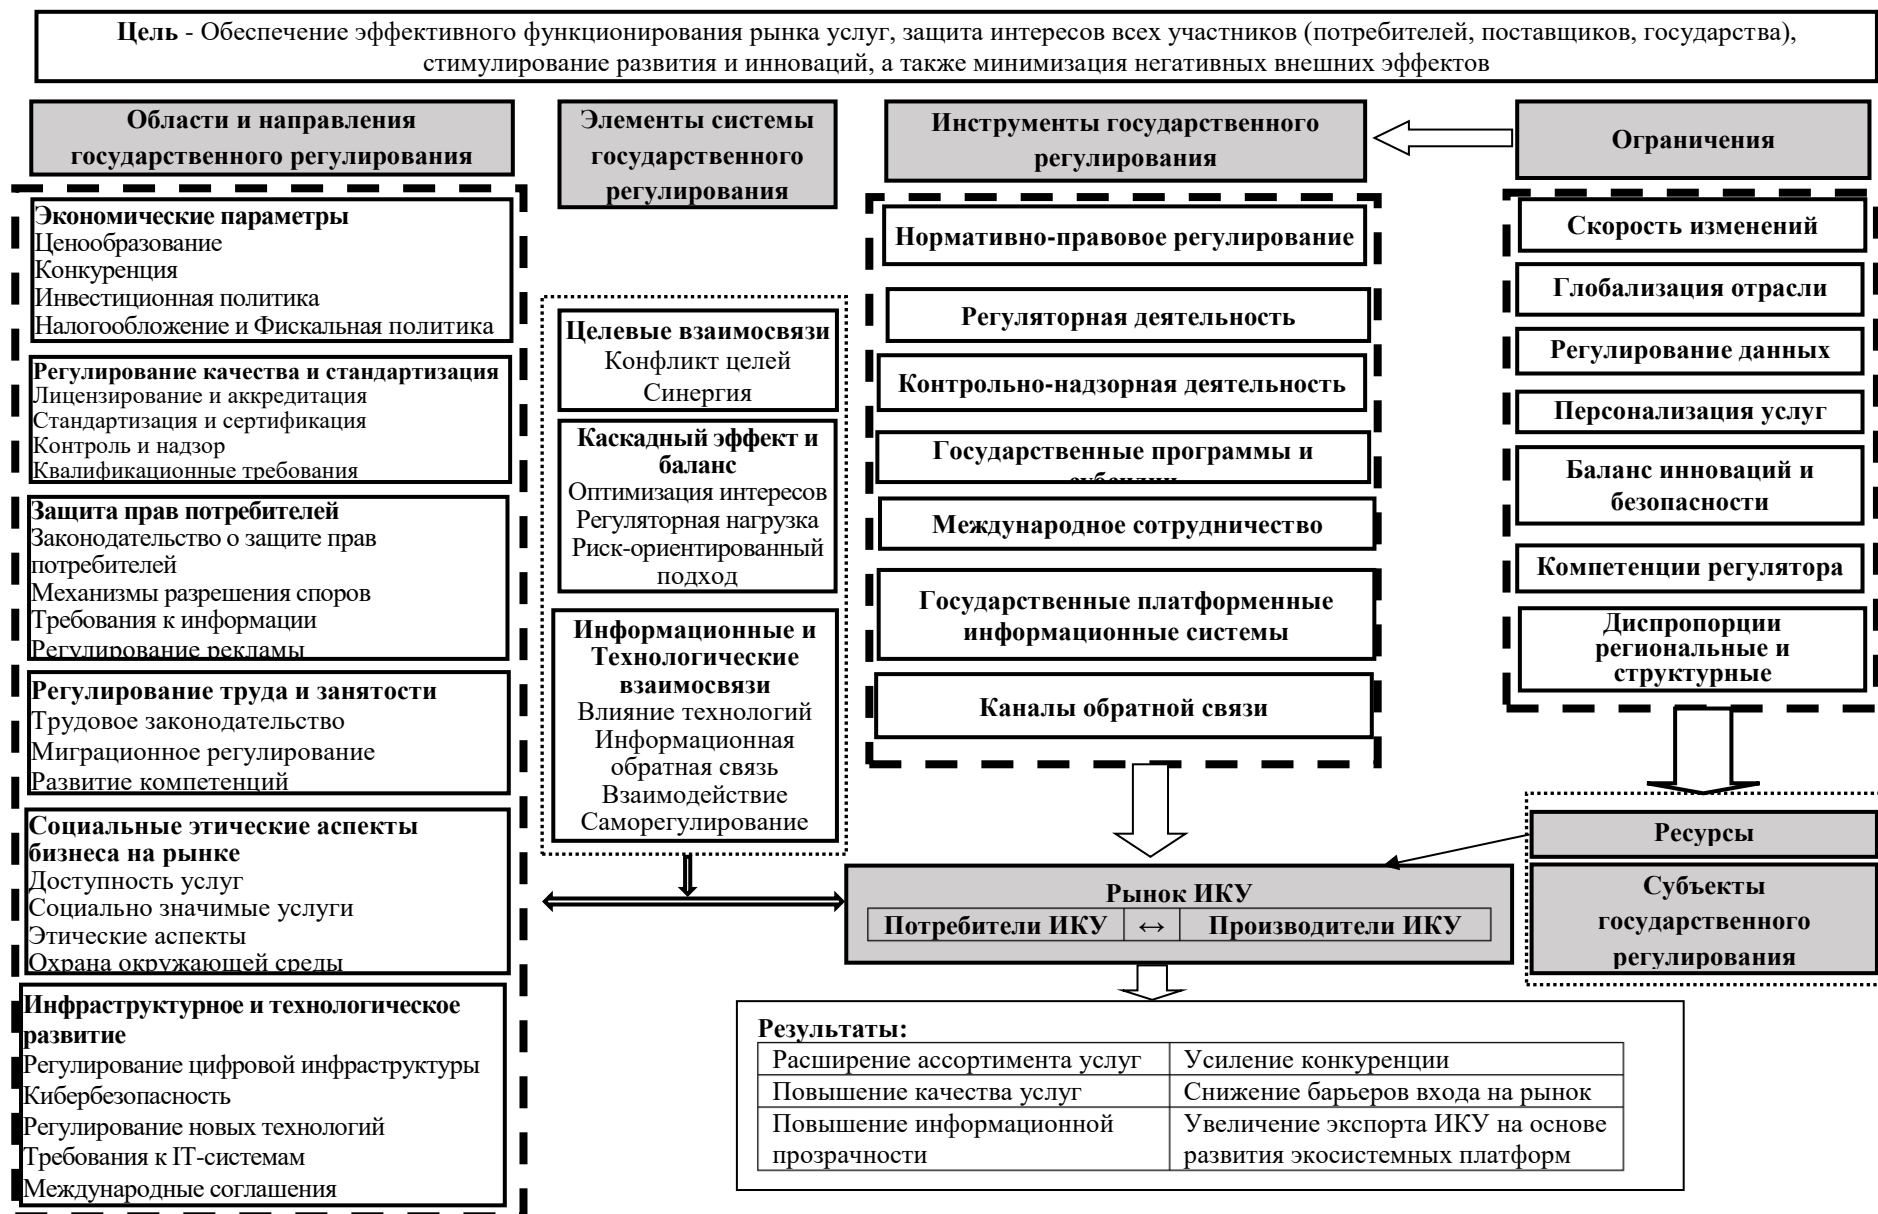 Цель - Обеспечение эффективного функционирования рынка услуг, защита интересов всех участников (потребителей, поставщиков, государства),
стимулирование развития и инноваций, а также минимизация негативных внешних эффектов
Области и направления
государственного регулирования
Экономические параметры
Ценообразование
Конкуренция
Инвестиционная политика
Налогообложение и Фискальная политика
Регулирование качества и стандартизация
Лицензирование и аккредитация
Стандартизация и сертификация
Контроль и надзор
Квалификационные требования
Защита прав потребителей
Законодательство о защите прав
потребителей
Механизмы разрешения споров
Требования к информации
Регулирование рекламы
Регулирование труда и занятости
Трудовое законодательство
Миграционное регулирование
Развитие компетенций
Социальные этические аспекты
бизнеса на рынке
Доступность услуг
Социально значимые услуги
Этические аспекты
Охрана окружающей среды
Инфраструктурное и технологическое
развитие
Регулирование цифровой инфраструктуры
Кибербезопасность
Регулирование новых технологий
Требования к IT-системам
Международные соглашения
Элементы системы
государственного
регулирования
Целевые взаимосвязи
Конфликт целей
Синергия
Каскадный эффект и
баланс
Оптимизация интересов
Регуляторная нагрузка
Риск-ориентированный
подход
Информационные и
Технологические
взаимосвязи
Влияние технологий
Информационная
обратная связь
Взаимодействие
Саморегулирование
Инструменты государственного
регулирования
Нормативно-правовое регулирование
Регуляторная деятельность
Контрольно-надзорная деятельность
Государственные программы и
Международное сотрудничество
Государственные платформенные
информационные системы
Каналы обратной связи
Ограничения
Скорость изменений
Глобализация отрасли
Регулирование данных
Персонализация услуг
Баланс инноваций и
безопасности
Компетенции регулятора
Диспропорции
региональные и
структурные
Ресурсы
Субъекты
государственного
регулирования
Рынок ИКУ
Потребители ИКУ ↔ Производители ИКУ
Результаты:
Расширение ассортимента услуг
Усиление конкуренции
Повышение качества услуг
Снижение барьеров входа на рынок
Повышение информационной
прозрачности
Увеличение экспорта ИКУ на основе
развития экосистемных платформ